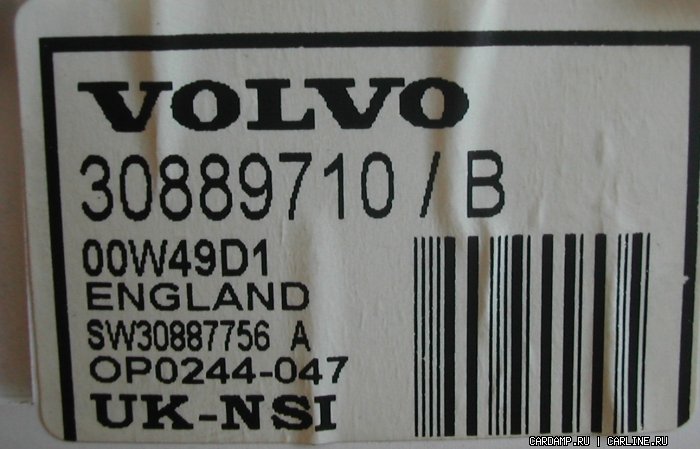 VOLVO
30889710 / B
00W49D1
ENGLAND
SW30887756 A
OP0244-047
UK-NSI
CARDAMP.RU | CARLINE.RU